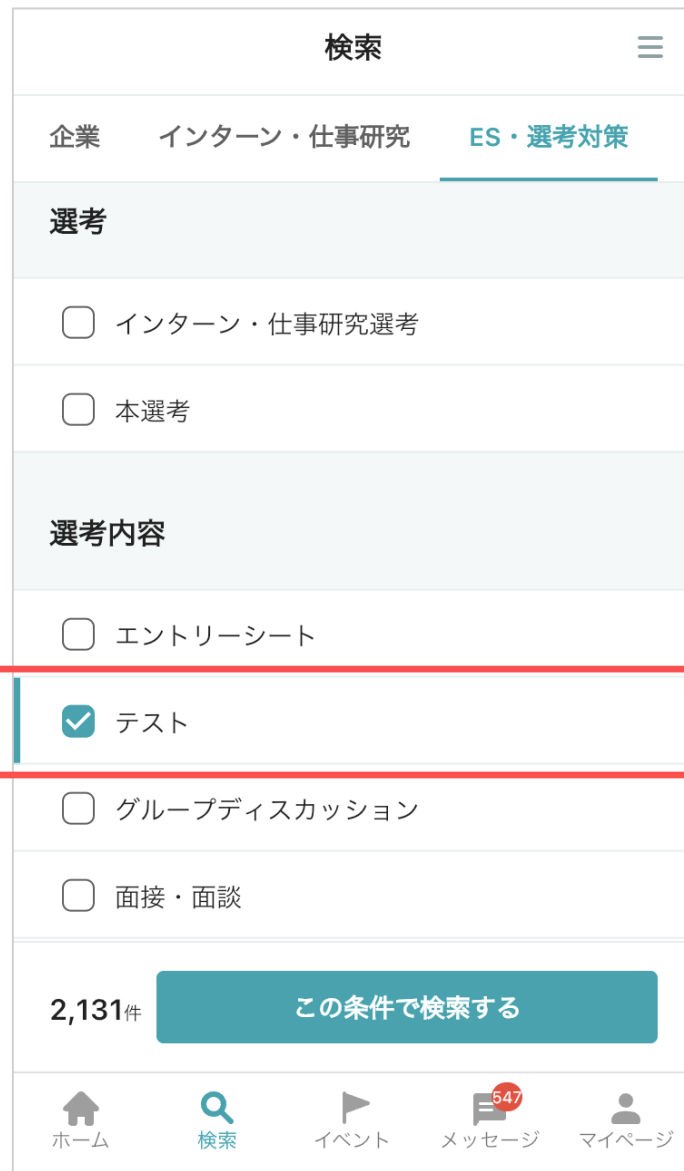 検索
企業 インターン・仕事研究 ES・選考対策
選考
インターン・仕事研究選考
本選考
選考内容
エントリーシート
テスト
グループディスカッション
面接・面談
2,131件 この条件で検索する
547
ホーム 検索 イベント メッセージ マイページ